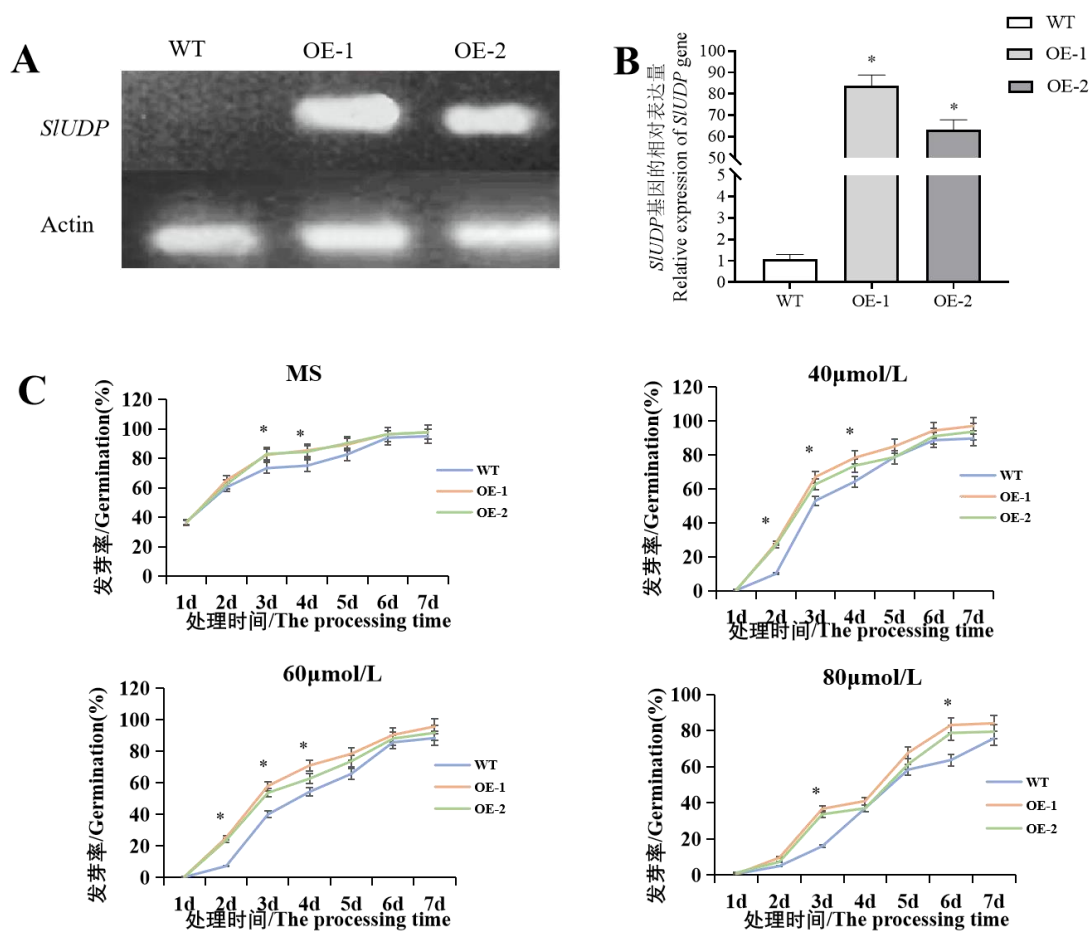 A
WT OE-1 OE-2
SlUDP
Actin
B
SlUDP基因的相对表达量
Relative expression of SlUDP gene
100
90
80
70
60
50
5
4
3
2
1
0
WT OE-1 OE-2
*
*
WT
OE-1
OE-2
C
MS
发芽率/Germination(%)
120
100
80
60
40
20
0
* *
WT
OE-1
OE-2
1d 2d 3d 4d 5d 6d 7d
处理时间/The processing time
40μmol/L
发芽率/Germination(%)
120
100
80
60
40
20
0
* * *
WT
OE-1
OE-2
1d 2d 3d 4d 5d 6d 7d
处理时间/The processing time
60μmol/L
发芽率/Germination(%)
120
100
80
60
40
20
0
* * *
WT
OE-1
OE-2
1d 2d 3d 4d 5d 6d 7d
处理时间/The processing time
80μmol/L
发芽率/Germination(%)
100
80
60
40
20
0
* *
WT
OE-1
OE-2
1d 2d 3d 4d 5d 6d 7d
处理时间/The processing time